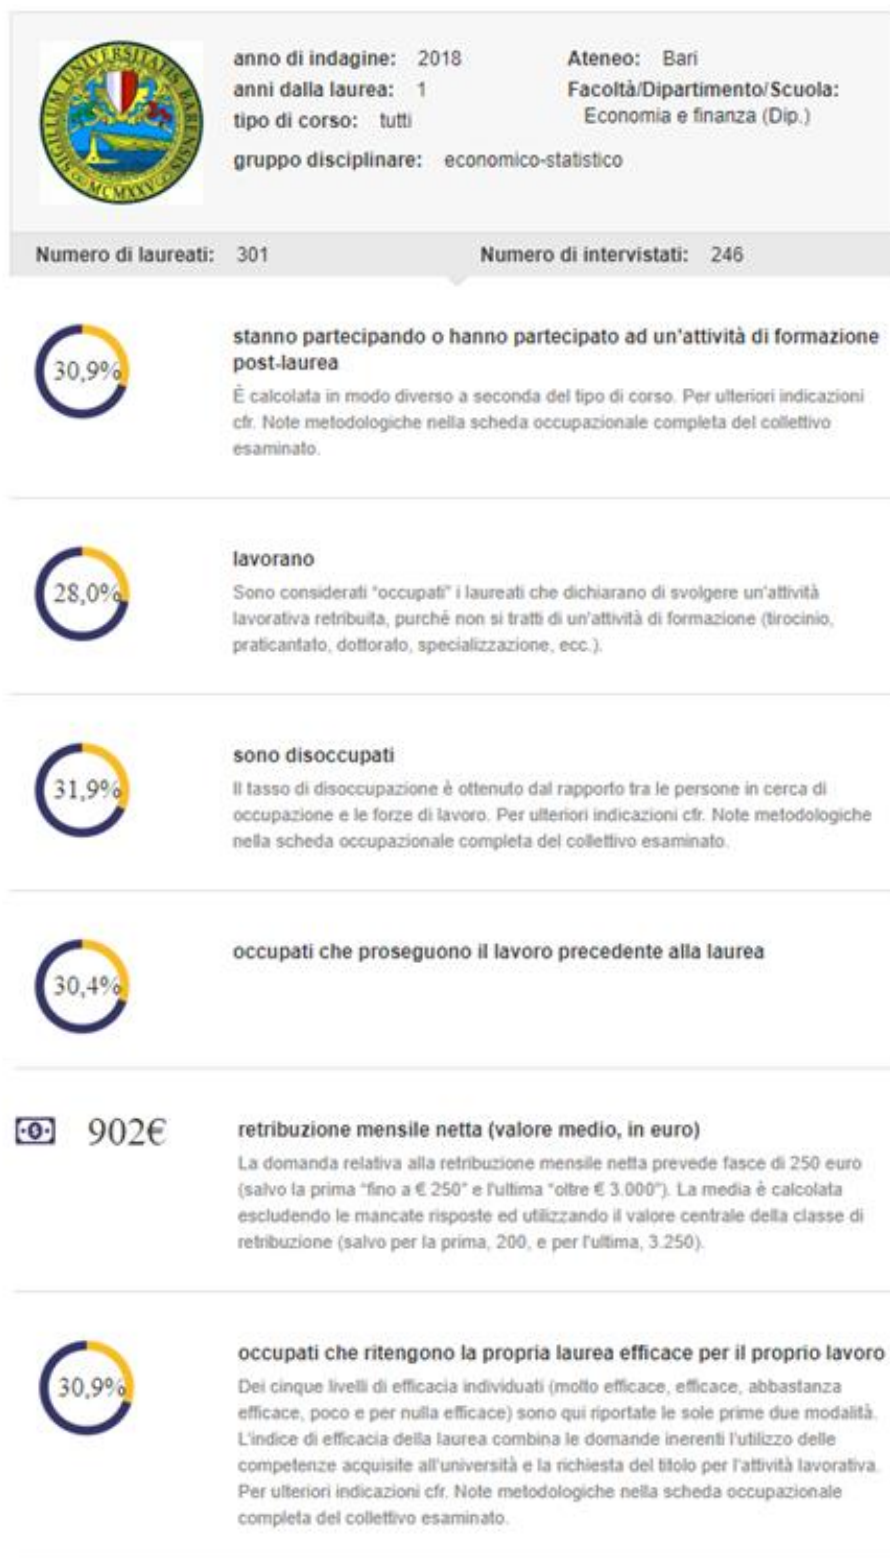 SIGILLUM UNIVERSITATIS BARENSIS
MCMXXV
anno di indagine: 2018
Ateneo: Bari
anni dalla laurea: 1
Facoltà/Dipartimento/Scuola:
tipo di corso: tutti
Economia e finanza (Dip.)
gruppo disciplinare: economico-statistico
Numero di laureati: 301
Numero di intervistati: 246
30,9%
stanno partecipando o hanno partecipato ad un'attività di formazione
post-laurea
È calcolata in modo diverso a seconda del tipo di corso. Per ulteriori indicazioni
cfr. Note metodologiche nella scheda occupazionale completa del collettivo
esaminato.
28,0%
lavorano
Sono considerati "occupati" i laureati che dichiarano di svolgere un'attività
lavorativa retribuita, purché non si tratti di un'attività di formazione (tirocinio,
praticantato, dottorato, specializzazione, ecc.).
31,9%
sono disoccupati
Il tasso di disoccupazione è ottenuto dal rapporto tra le persone in cerca di
occupazione e le forze di lavoro. Per ulteriori indicazioni cfr. Note metodologiche
nella scheda occupazionale completa del collettivo esaminato.
30,4%
occupati che proseguono il lavoro precedente alla laurea
902€
retribuzione mensile netta (valore medio, in euro)
La domanda relativa alla retribuzione mensile netta prevede fasce di 250 euro
(salvo la prima "fino a € 250" e l'ultima "oltre € 3.000"). La media è calcolata
escludendo le mancate risposte ed utilizzando il valore centrale della classe di
retribuzione (salvo per la prima, 200, e per l'ultima, 3.250).
30,9%
occupati che ritengono la propria laurea efficace per il proprio lavoro
Dei cinque livelli di efficacia individuati (molto efficace, efficace, abbastanza
efficace, poco e per nulla efficace) sono qui riportate le sole prime due modalità.
L'indice di efficacia della laurea combina le domande inerenti l'utilizzo delle
competenze acquisite all'università e la richiesta del titolo per l'attività lavorativa.
Per ulteriori indicazioni cfr. Note metodologiche nella scheda occupazionale
completa del collettivo esaminato.